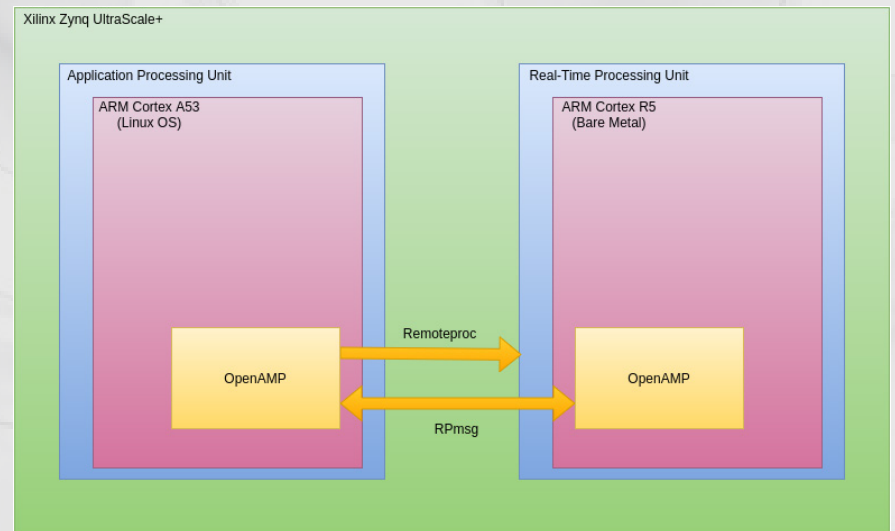 Xilinx Zynq UltraScale+
Application Processing Unit
ARM Cortex A53
(Linux OS)
Real-Time Processing Unit
ARM Cortex R5
(Bare Metal)
Remoteproc
OpenAMP
OpenAMP
RPmsg